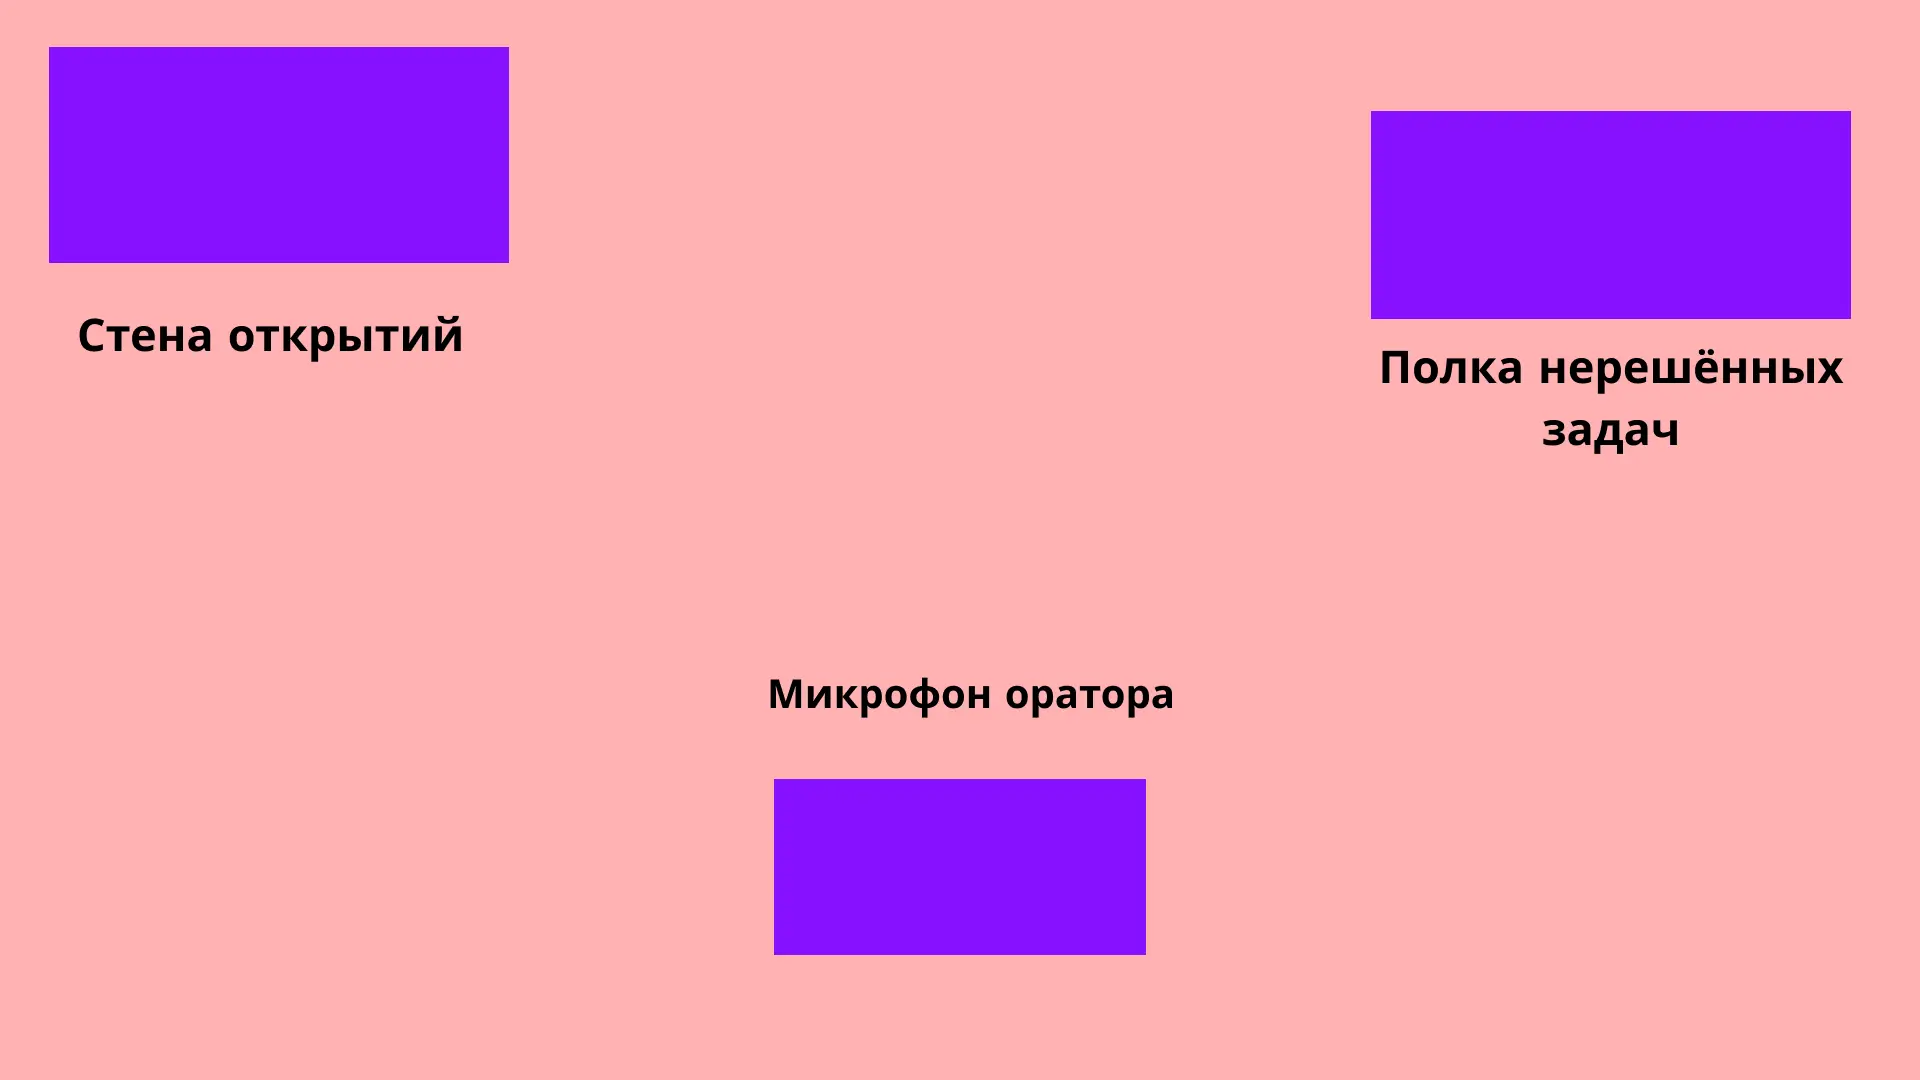 Стена открытий
Полка нерешённых
задач
Микрофон оратора